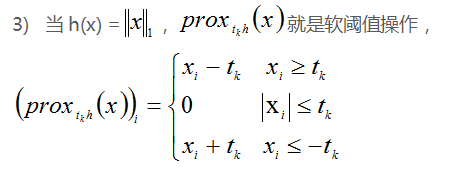 3) 当 h(x) = ‖x‖₁ , prox_{t_k h}(x) 就是软阈值操作，
(prox_{t_k h}(x))_i = { x_i − t_k   x_i ≥ t_k
0   |x_i| ≤ t_k
x_i + t_k   x_i ≤ −t_k